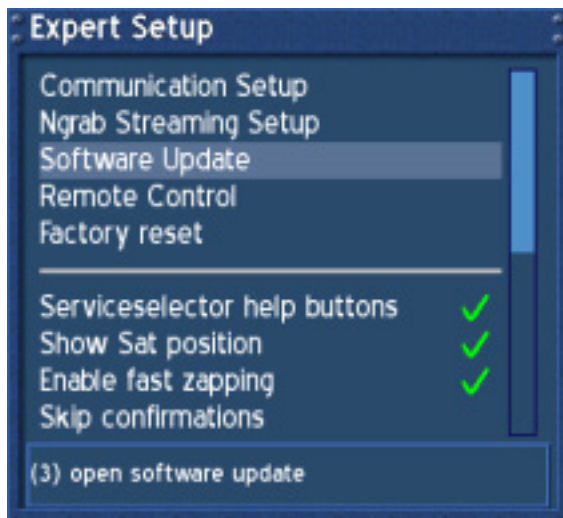 Expert Setup
Communication Setup
Ngrab Streaming Setup
Software Update
Remote Control
Factory reset
Serviceselector help buttons
Show Sat position
Enable fast zapping
Skip confirmations
(3) open software update